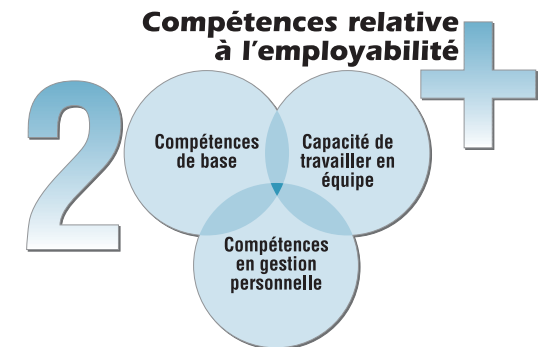 Compétences relative
à l'employabilité
2
+
Compétences
de base
Capacité de
travailler en
équipe
Compétences
en gestion
personnelle